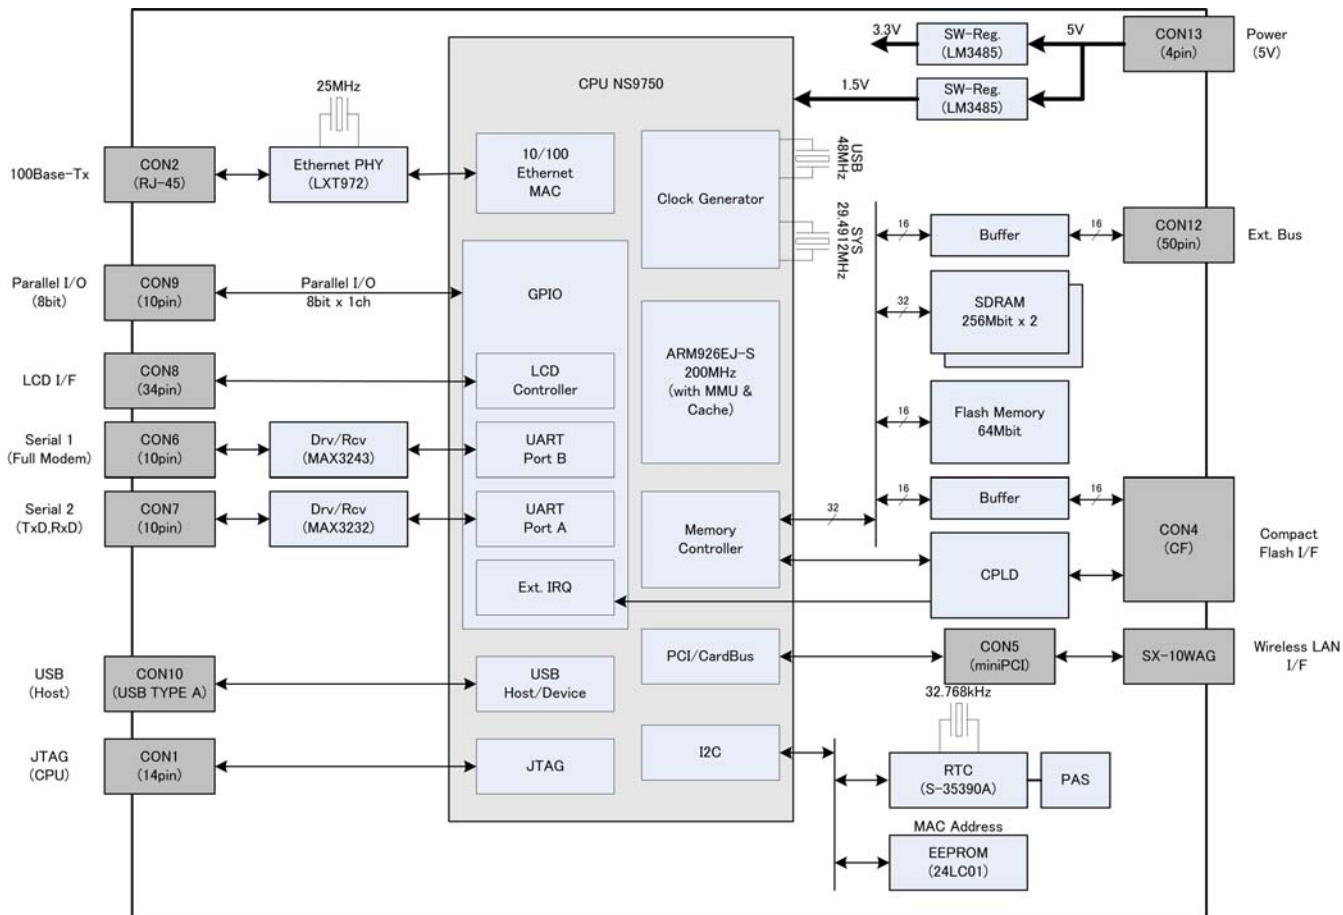 3.3V
SW-Reg.
(LM3485)
5V
CON13
(4pin)
Power
(5V)
CPU NS9750
1.5V
SW-Reg.
(LM3485)
25MHz
100Base-Tx
CON2
(RJ-45)
Ethernet PHY
(LXT972)
10/100
Ethernet
MAC
Clock Generator
USB
48MHz
SYS
29.4912MHz
16
Buffer
16
CON12
(50pin)
Ext. Bus
Parallel I/O
(8bit)
CON9
(10pin)
Parallel I/O
8bit x 1ch
GPIO
32
SDRAM
256Mbit x 2
LCD I/F
CON8
(34pin)
LCD
Controller
ARM926EJ-S
200MHz
(with MMU &
Cache)
16
Flash Memory
64Mbit
Serial 1
(Full Modem)
CON6
(10pin)
Drv/Rcv
(MAX3243)
UART
Port B
16
Buffer
16
Serial 2
(TxD,RxD)
CON7
(10pin)
Drv/Rcv
(MAX3232)
UART
Port A
Memory
Controller
32
CON4
(CF)
Compact
Flash I/F
CPLD
Ext. IRQ
PCI/CardBus
CON5
(miniPCI)
SX-10WAG
Wireless LAN
I/F
USB
(Host)
CON10
(USB TYPE A)
USB
Host/Device
32.768kHz
JTAG
(CPU)
CON1
(14pin)
JTAG
I2C
RTC
(S-35390A)
PAS
MAC Address
EEPROM
(24LC01)